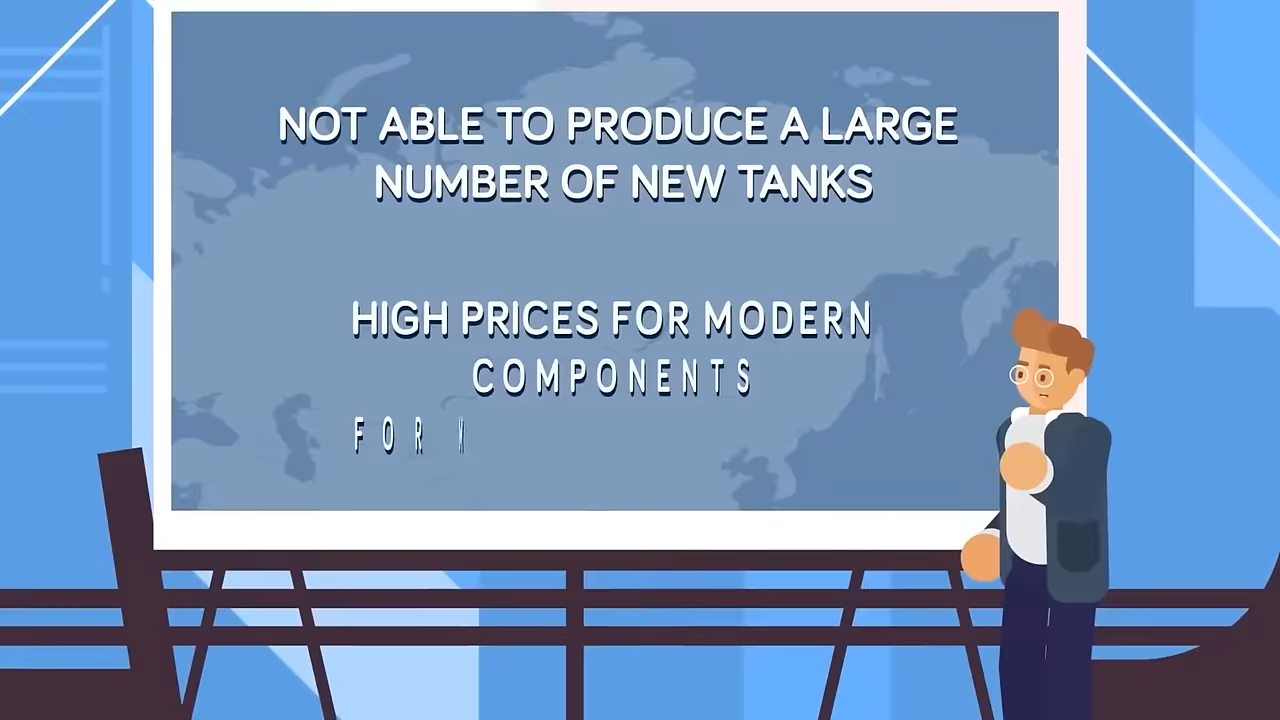 NOT ABLE TO PRODUCE A LARGE
NUMBER OF NEW TANKS
HIGH PRICES FOR MODERN
COMPONENTS
FOR